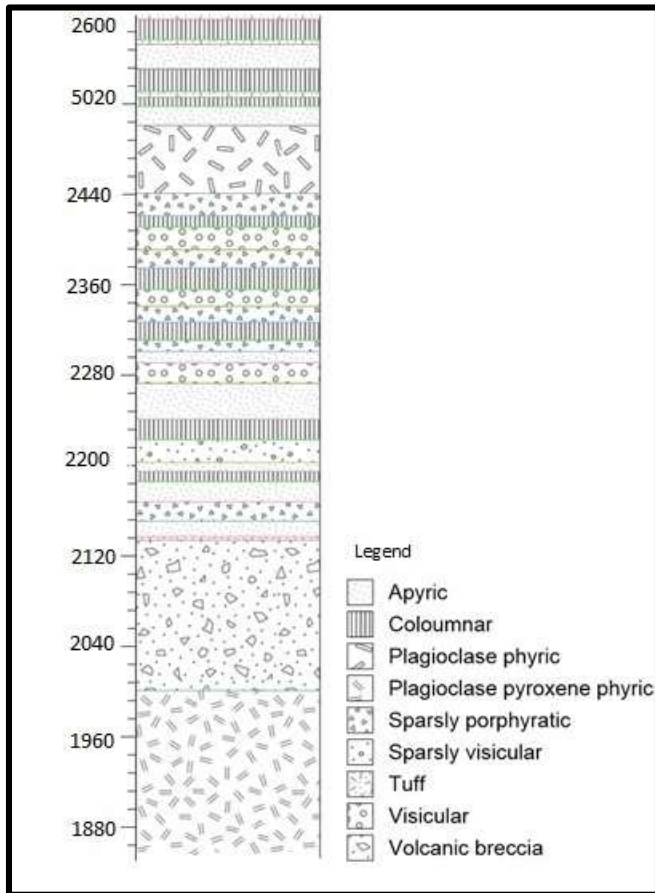 2600
5020
2440
2360
2280
2200
2120
2040
1960
1880
Legend
Apyric
Coloumnar
Plagioclase phyric
Plagioclase pyroxene phyric
Sparsly porphyratic
Sparsly visicular
Tuff
Visicular
Volcanic breccia